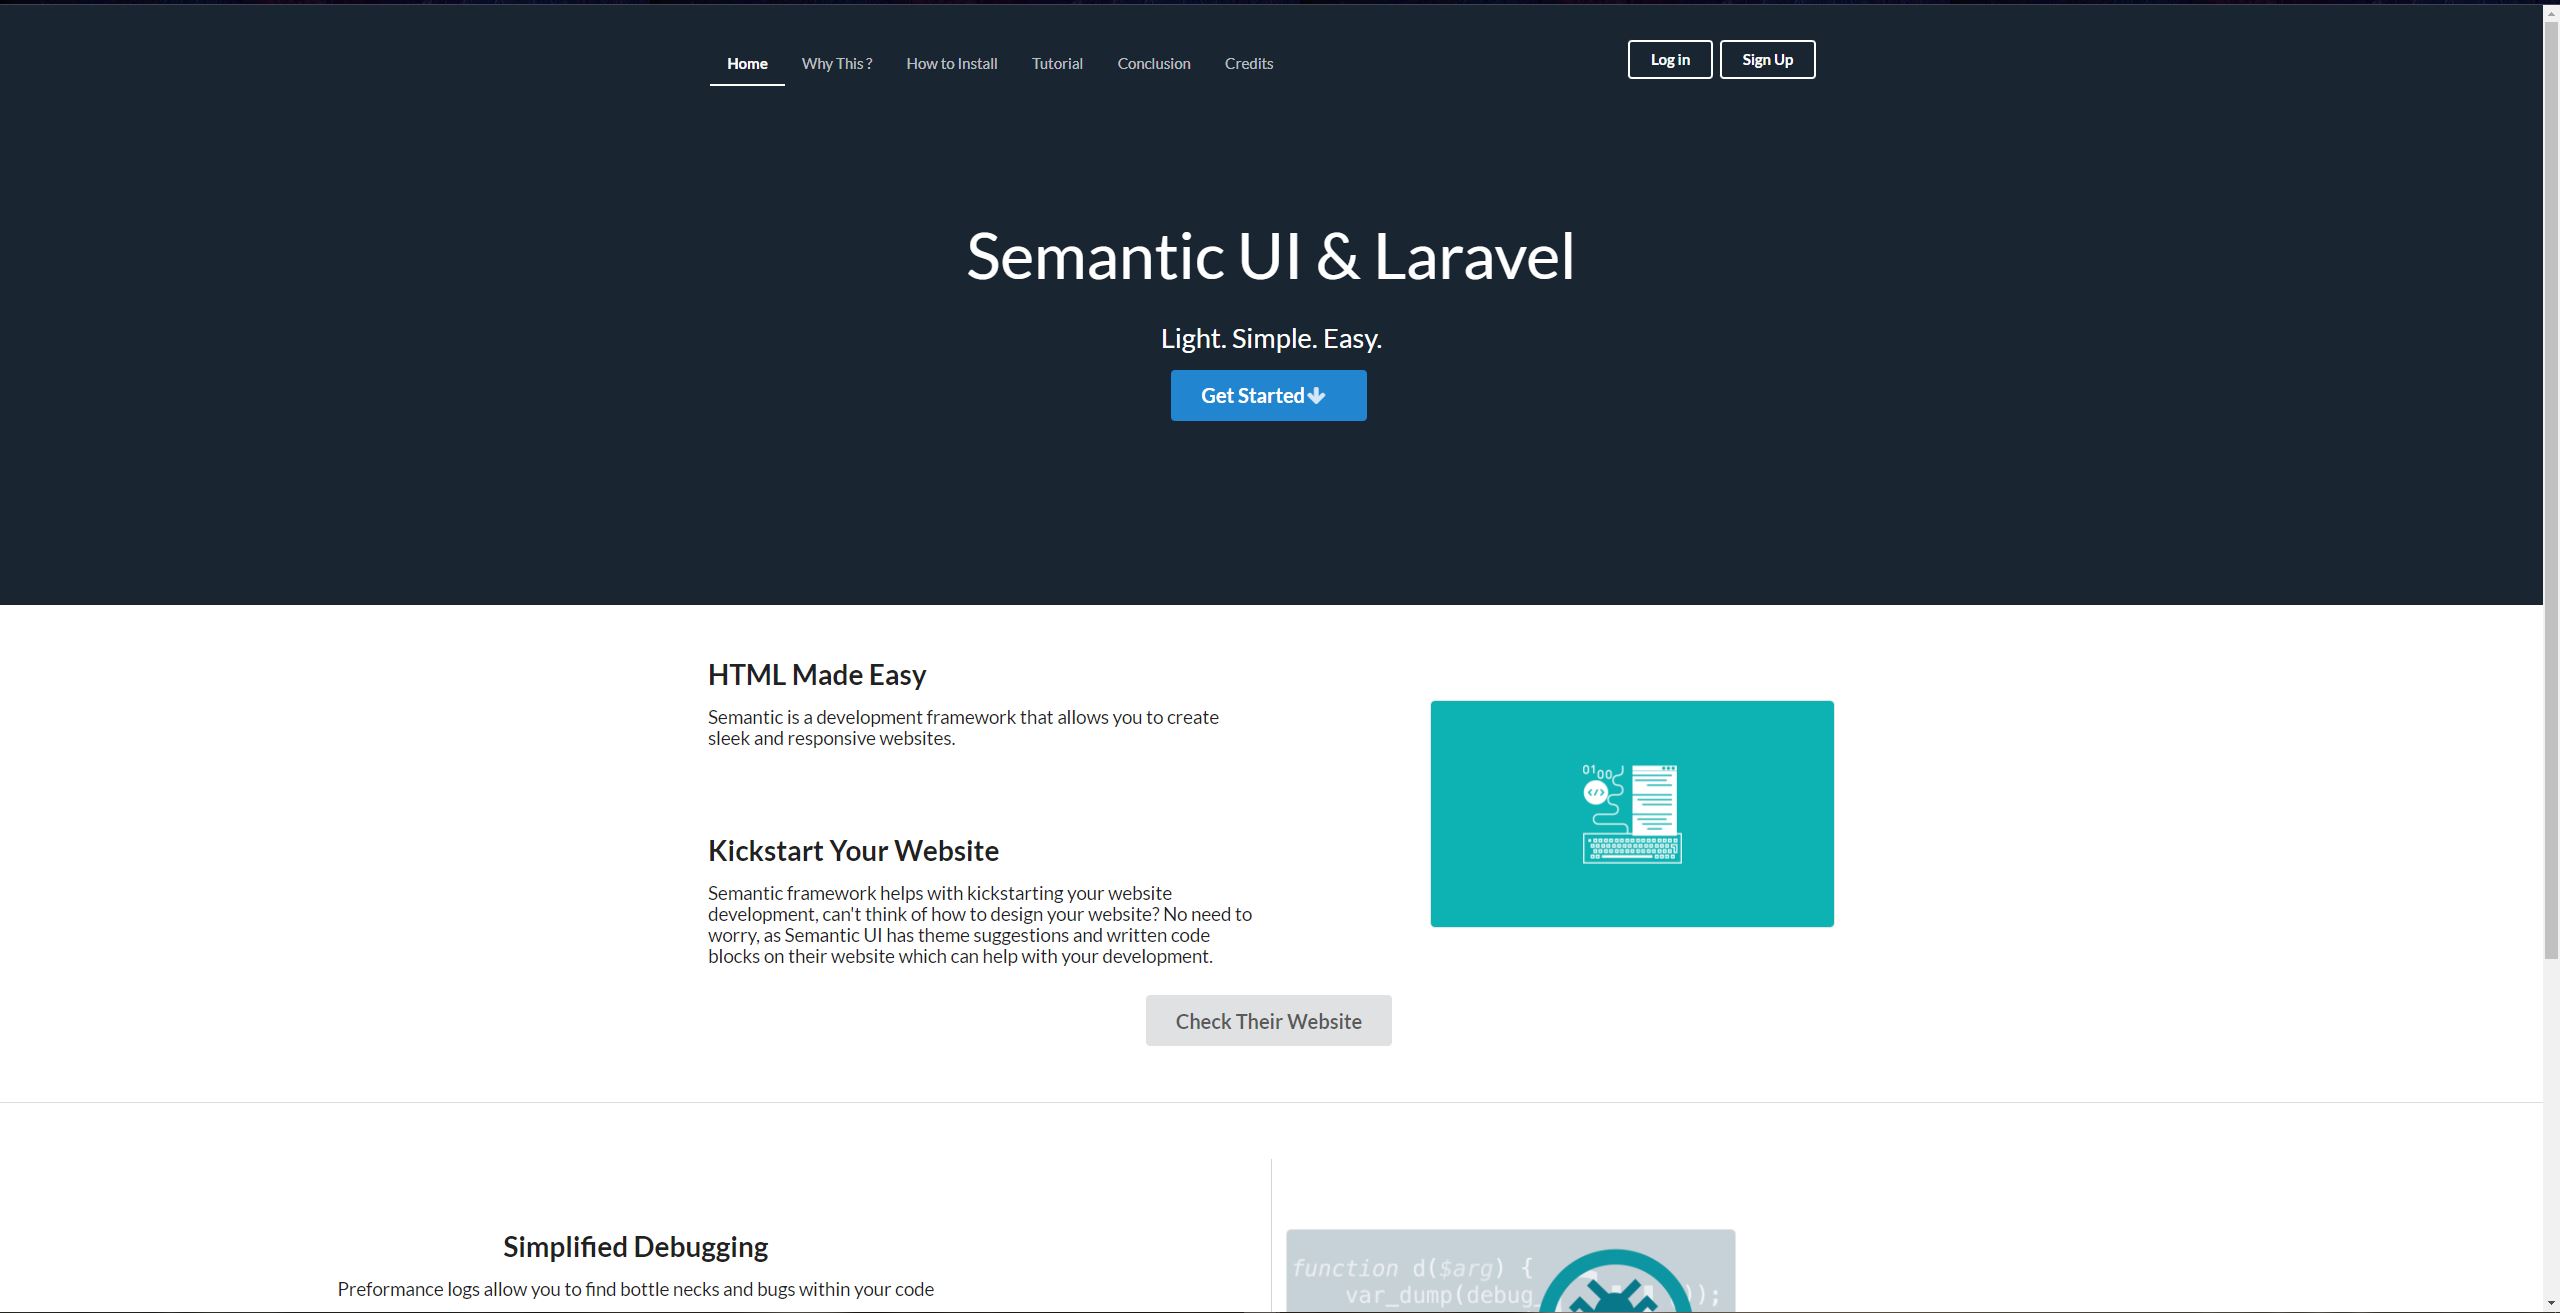 Home Why This ? How to Install Tutorial Conclusion Credits Log in Sign Up
Semantic UI & Laravel
Light. Simple. Easy.
Get Started
HTML Made Easy
Semantic is a development framework that allows you to create
sleek and responsive websites.
0100
</>
Kickstart Your Website
Semantic framework helps with kickstarting your website
development, can't think of how to design your website? No need to
worry, as Semantic UI has theme suggestions and written code
blocks on their website which can help with your development.
Check Their Website
Simplified Debugging
Preformance logs allow you to find bottle necks and bugs within your code
function d($arg) {
var_dump(debug_ ));